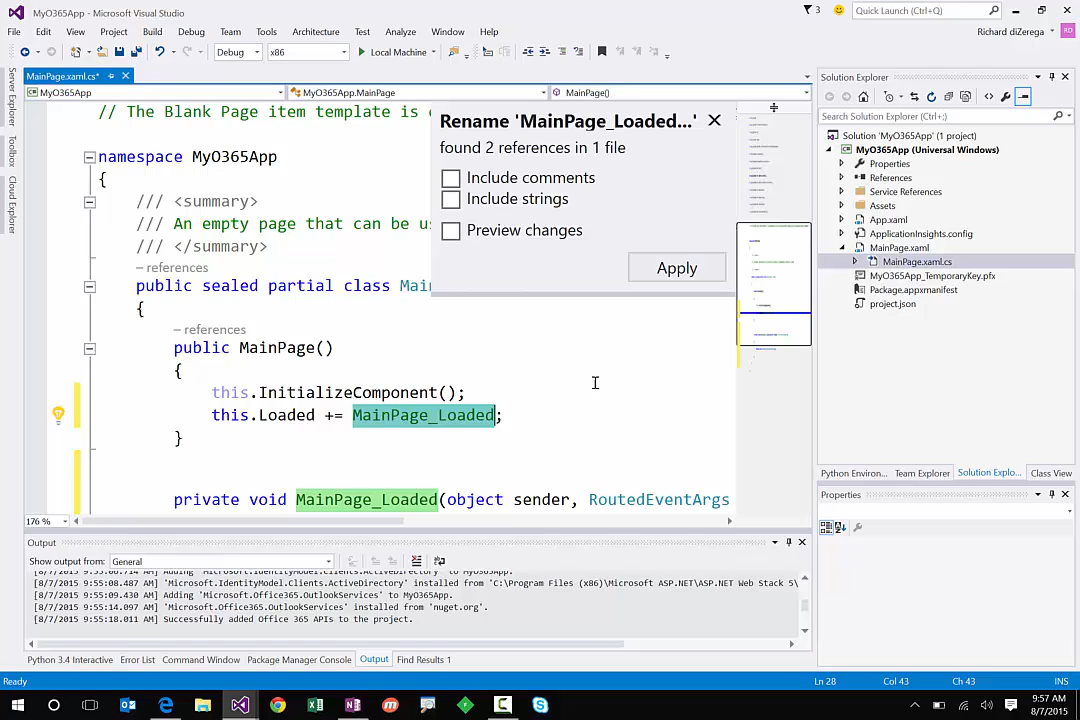 MyO365App - Microsoft Visual Studio
3
Quick Launch (Ctrl+Q)
File Edit View Project Build Debug Team Tools Architecture Test Analyze Window Help
Richard diZerega
RD
Debug x86 Local Machine
Server Explorer
Toolbox
Cloud Explorer
MainPage.xaml.cs*
MyO365App MyO365App.MainPage MainPage()
// The Blank Page item template is
namespace MyO365App
{
/// <summary>
/// An empty page that can be us
/// </summary>
– references
public sealed partial class Mai
{
– references
public MainPage()
{
this.InitializeComponent();
this.Loaded += MainPage_Loaded;
}
private void MainPage_Loaded(object sender, RoutedEventArgs
Rename 'MainPage_Loaded...'
found 2 references in 1 file
Include comments
Include strings
Preview changes
Apply
176 %
Solution Explorer
Search Solution Explorer (Ctrl+;)
Solution 'MyO365App' (1 project)
MyO365App (Universal Windows)
Properties
References
Service References
Assets
App.xaml
ApplicationInsights.config
MainPage.xaml
MainPage.xaml.cs
MyO365App_TemporaryKey.pfx
Package.appxmanifest
project.json
Python Environ... Team Explorer Solution Explo... Class View
Properties
Output
Show output from: General
[8/7/2015 9:55:08.487 AM] 'Microsoft.IdentityModel.Clients.ActiveDirectory' installed from 'C:\Program Files (x86)\Microsoft ASP.NET\ASP.NET Web Stack 5\
[8/7/2015 9:55:09.430 AM] Adding 'Microsoft.Office365.OutlookServices' to MyO365App.
[8/7/2015 9:55:14.097 AM] 'Microsoft.Office365.OutlookServices' installed from 'nuget.org'.
[8/7/2015 9:55:18.011 AM] Successfully added Office 365 APIs to the project.
Python 3.4 Interactive Error List Command Window Package Manager Console Output Find Results 1
Ready Ln 28 Col 43 Ch 43 INS
9:57 AM
8/7/2015